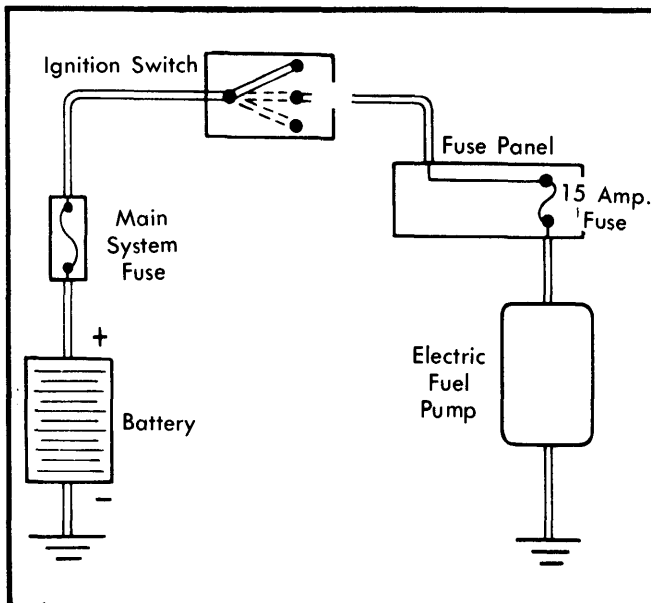 Ignition Switch
Fuse Panel
15 Amp.
Fuse
Main
System
Fuse
+
Electric
Fuel
Pump
Battery
-